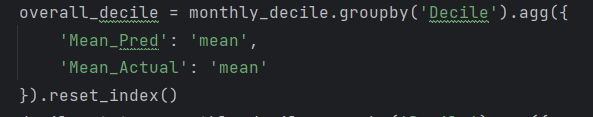 overall_decile = monthly_decile.groupby('Decile').agg({
    'Mean_Pred': 'mean',
    'Mean_Actual': 'mean'
}).reset_index()